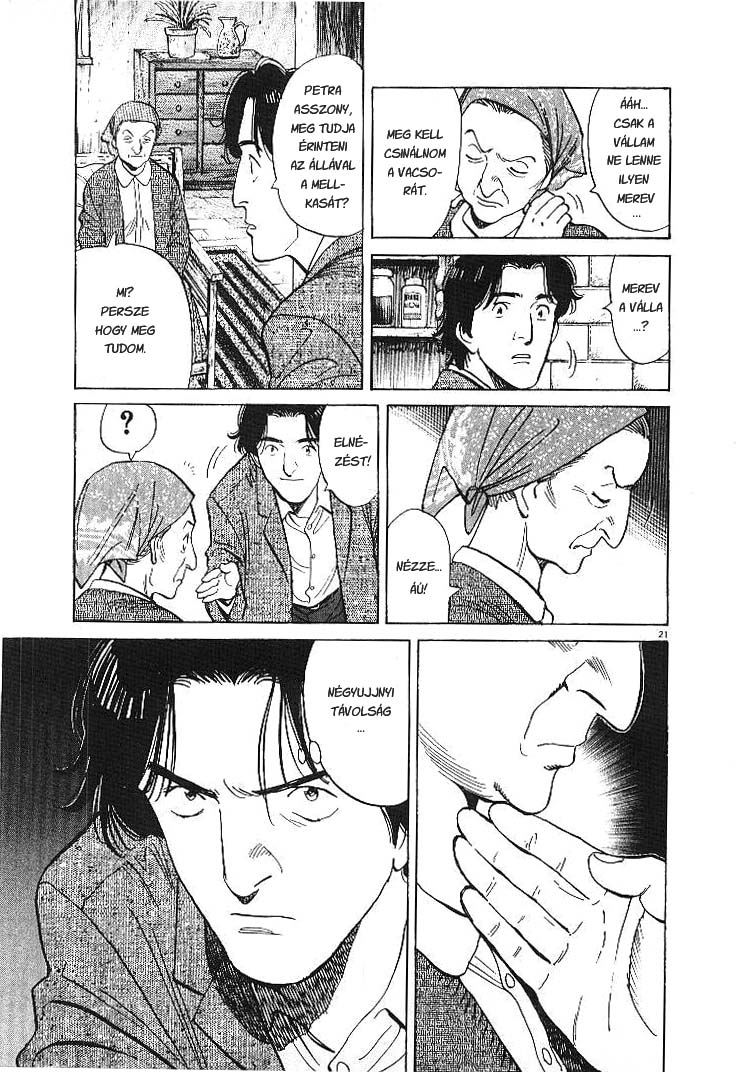 ÁÁH...
CSAK A
VÁLLAM
NE LENNE
ILYEN
MEREV
...
MEG KELL
CSINÁLNOM
A VACSO-
RÁT.
MEREV
A VÁLLA
...?
PETRA
ASSZONY,
MEG TUDJA
ÉRINTENI
AZ ÁLLÁVAL
A MELL-
KASÁT?
MI?
PERSZE
HOGY MEG
TUDOM.
NÉZZE...
ÁÚ!
ELNÉ-
ZÉST!
?
21
NÉGYUJJNYI
TÁVOLSÁG
...